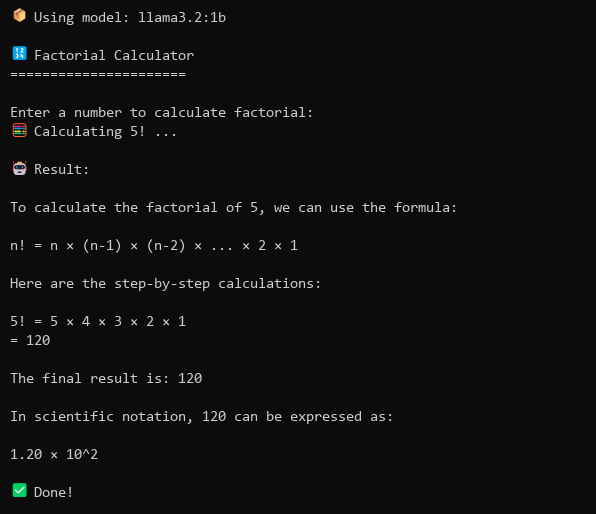 📦 Using model: llama3.2:1b
🔢 Factorial Calculator
======================
Enter a number to calculate factorial:
🧮 Calculating 5! ...
🤖 Result:
To calculate the factorial of 5, we can use the formula:
n! = n × (n-1) × (n-2) × ... × 2 × 1
Here are the step-by-step calculations:
5! = 5 × 4 × 3 × 2 × 1
= 120
The final result is: 120
In scientific notation, 120 can be expressed as:
1.20 × 10^2
✅ Done!